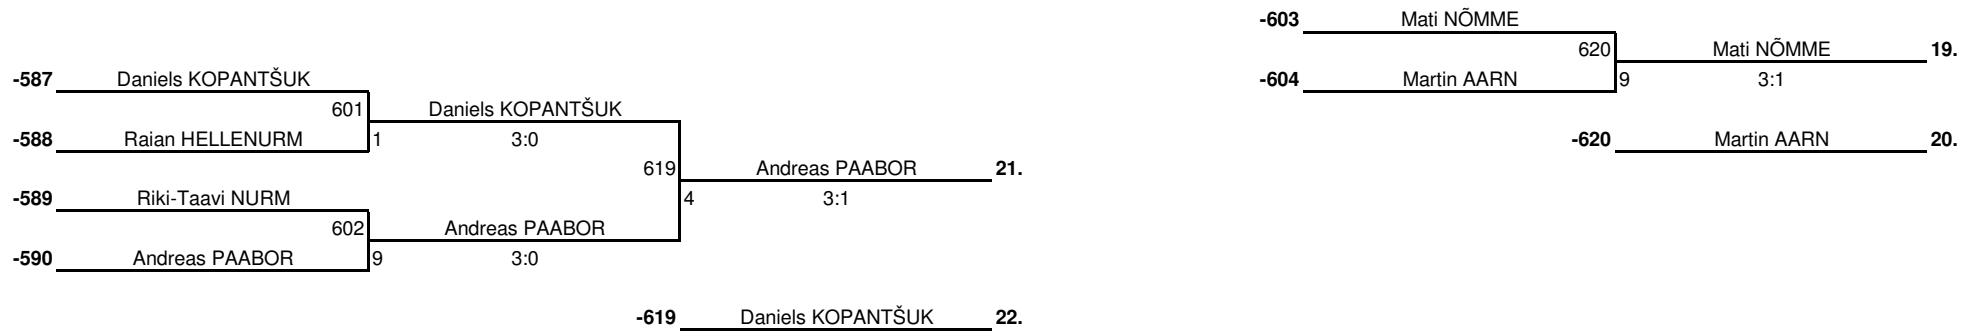 -603 Mati NÕMME
620 Mati NÕMME 19.
-587 Daniels KOPANTŠUK -604 Martin AARN 9 3:1
601 Daniels KOPANTŠUK
-588 Raian HELLENURM 1 3:0 -620 Martin AARN 20.
619 Andreas PAABOR 21.
-589 Riki-Taavi NURM 4 3:1
602 Andreas PAABOR
-590 Andreas PAABOR 9 3:0
-619 Daniels KOPANTŠUK 22.